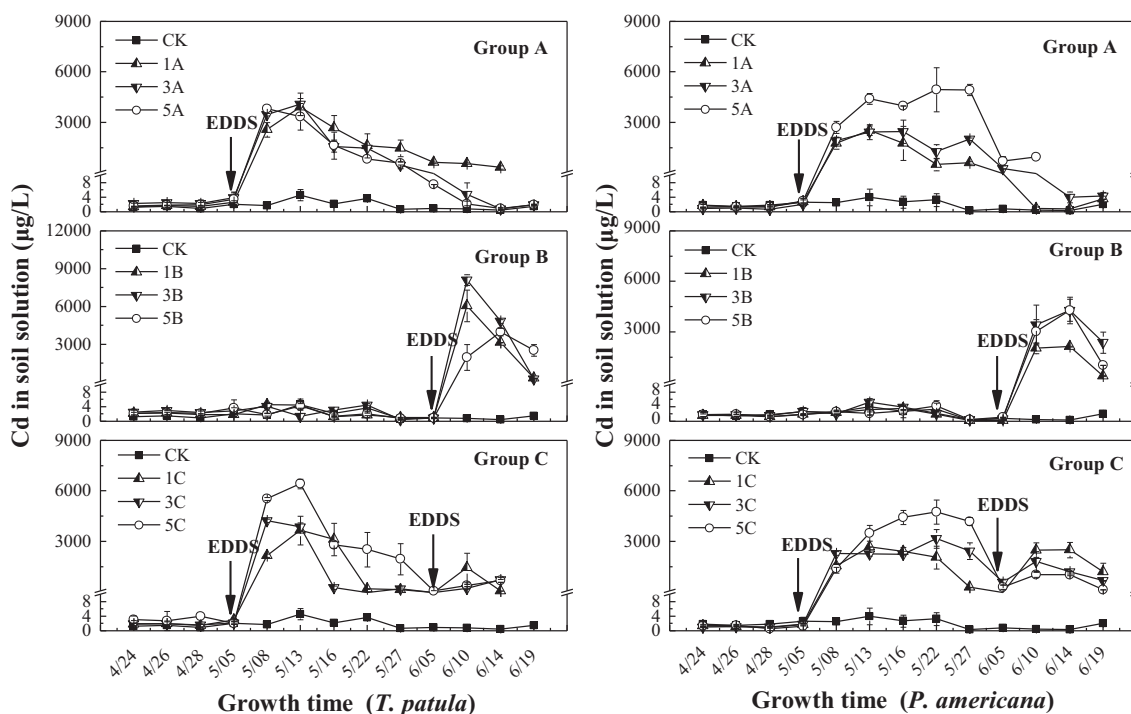 Cd in soil solution (µg/L)
9000
6000
3000
8
4
0
CK
1A
3A
5A
EDDS
Group A
12000
9000
6000
3000
8
4
0
CK
1B
3B
5B
EDDS
Group B
9000
6000
3000
8
4
0
CK
1C
3C
5C
EDDS
EDDS
Group C
4/24
4/26
4/28
5/05
5/08
5/13
5/16
5/22
5/27
6/05
6/10
6/14
6/19
Growth time (T. patula)
Cd in soil solution (µg/L)
9000
6000
3000
8
4
0
CK
1A
3A
5A
EDDS
Group A
9000
6000
3000
8
4
0
CK
1B
3B
5B
EDDS
Group B
9000
6000
3000
8
4
0
CK
1C
3C
5C
EDDS
EDDS
Group C
4/24
4/26
4/28
5/05
5/08
5/13
5/16
5/22
5/27
6/05
6/10
6/14
6/19
Growth time (P. americana)